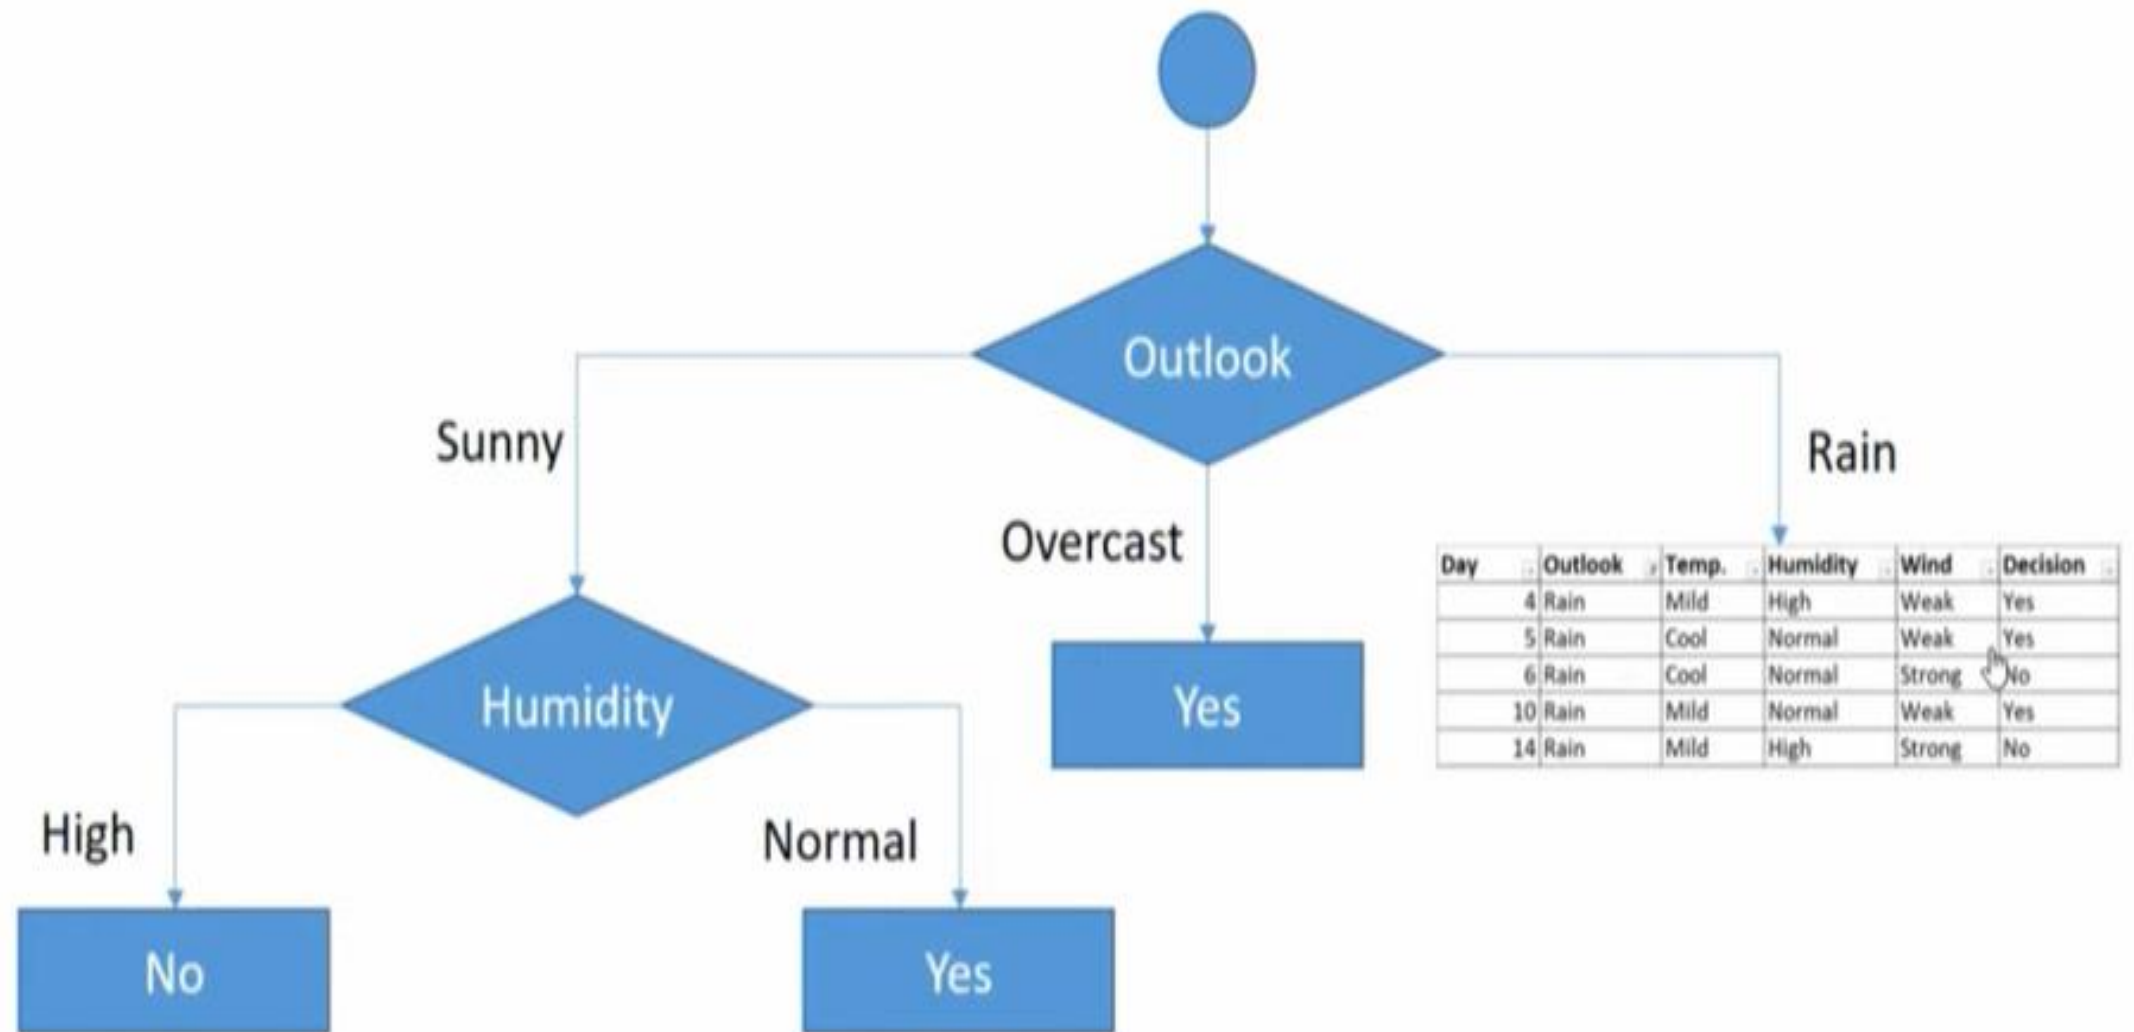 Outlook
Sunny
Rain
Overcast
Day Outlook Temp. Humidity Wind Decision
4 Rain Mild High Weak Yes
5 Rain Cool Normal Weak Yes
6 Rain Cool Normal Strong No
10 Rain Mild Normal Weak Yes
14 Rain Mild High Strong No
Humidity
Yes
High
Normal
No
Yes